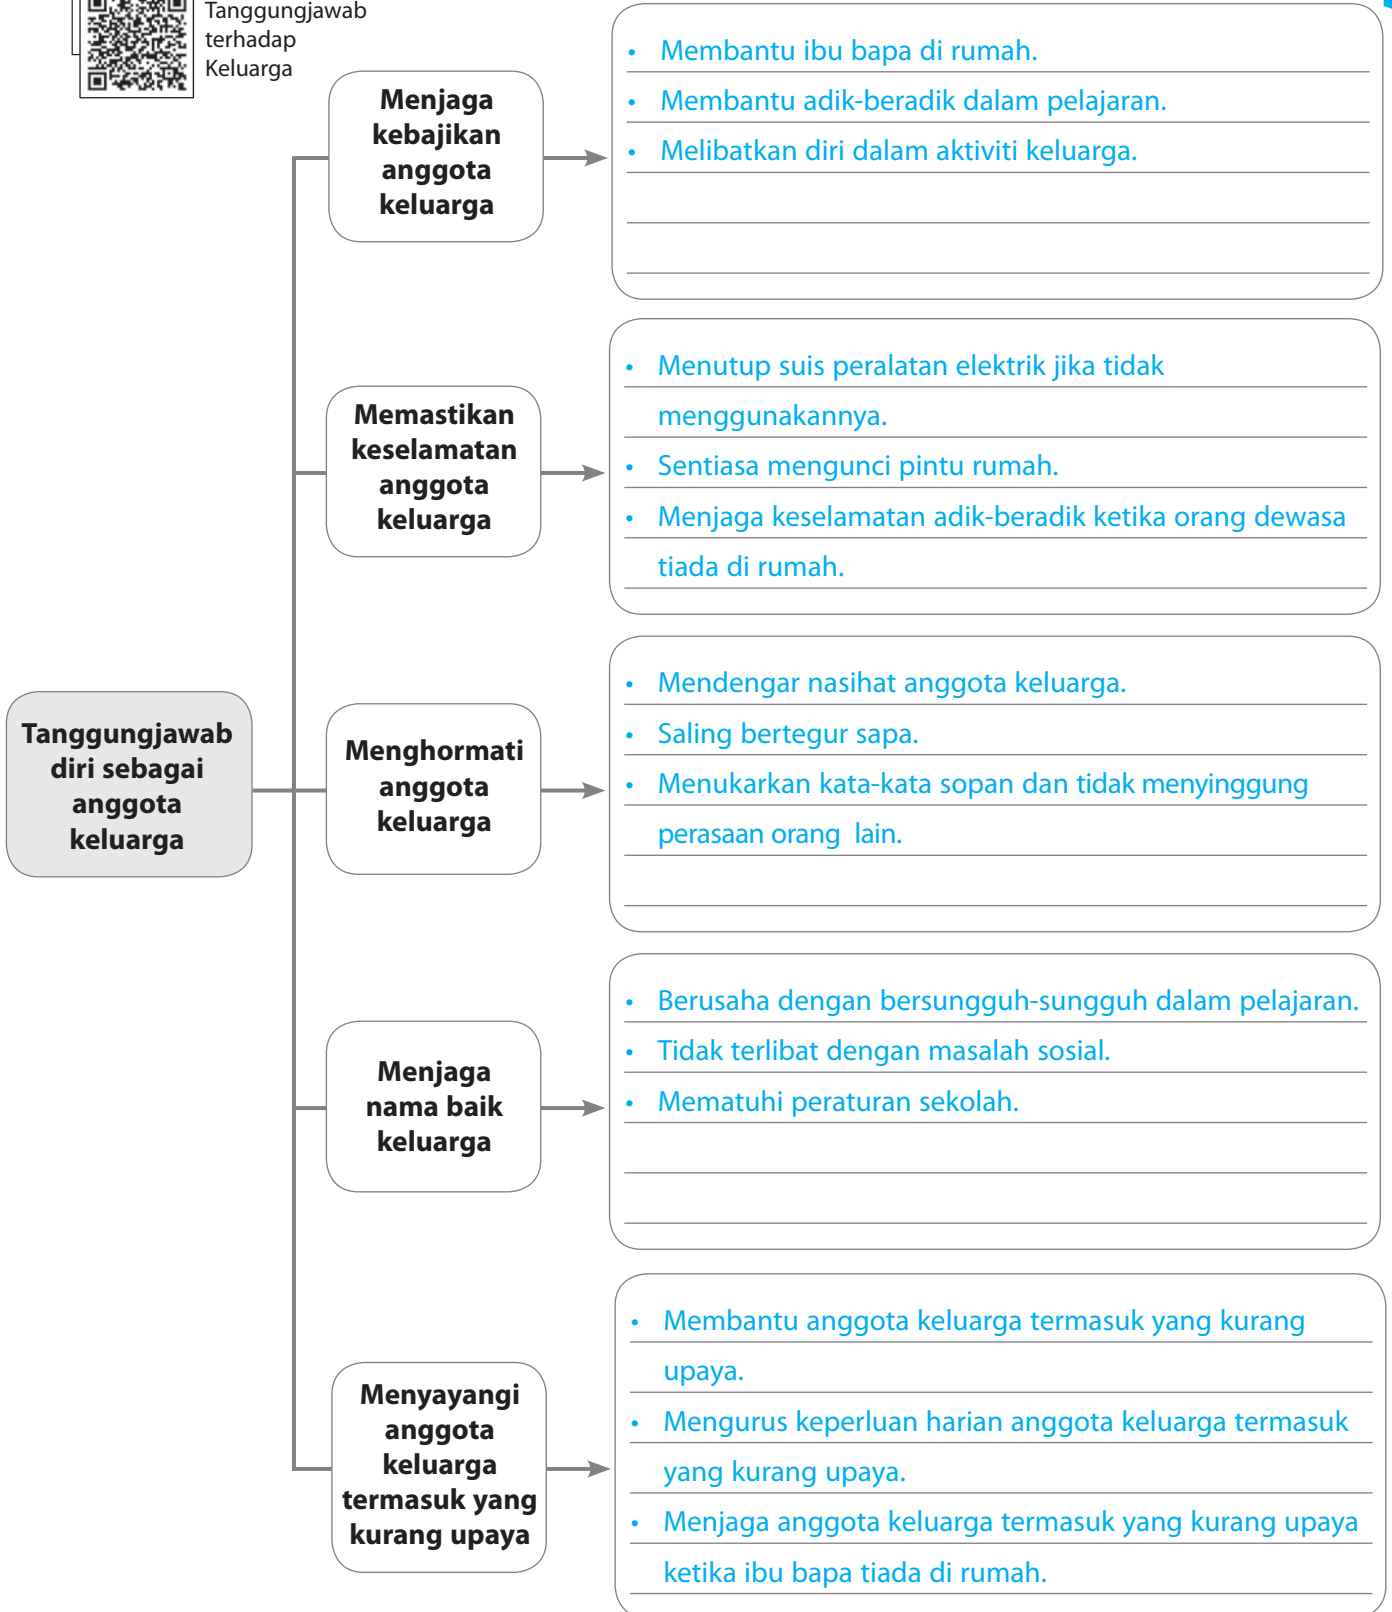 Tanggungjawab
terhadap
Keluarga
Tanggungjawab
diri sebagai
anggota
keluarga
Menjaga
kebajikan
anggota
keluarga
• Membantu ibu bapa di rumah.
• Membantu adik-beradik dalam pelajaran.
• Melibatkan diri dalam aktiviti keluarga.
Memastikan
keselamatan
anggota
keluarga
• Menutup suis peralatan elektrik jika tidak
menggunakannya.
• Sentiasa mengunci pintu rumah.
• Menjaga keselamatan adik-beradik ketika orang dewasa
tiada di rumah.
Menghormati
anggota
keluarga
• Mendengar nasihat anggota keluarga.
• Saling bertegur sapa.
• Menukarkan kata-kata sopan dan tidak menyinggung
perasaan orang lain.
Menjaga
nama baik
keluarga
• Berusaha dengan bersungguh-sungguh dalam pelajaran.
• Tidak terlibat dengan masalah sosial.
• Mematuhi peraturan sekolah.
Menyayangi
anggota
keluarga
termasuk yang
kurang upaya
• Membantu anggota keluarga termasuk yang kurang
upaya.
• Mengurus keperluan harian anggota keluarga termasuk
yang kurang upaya.
• Menjaga anggota keluarga termasuk yang kurang upaya
ketika ibu bapa tiada di rumah.